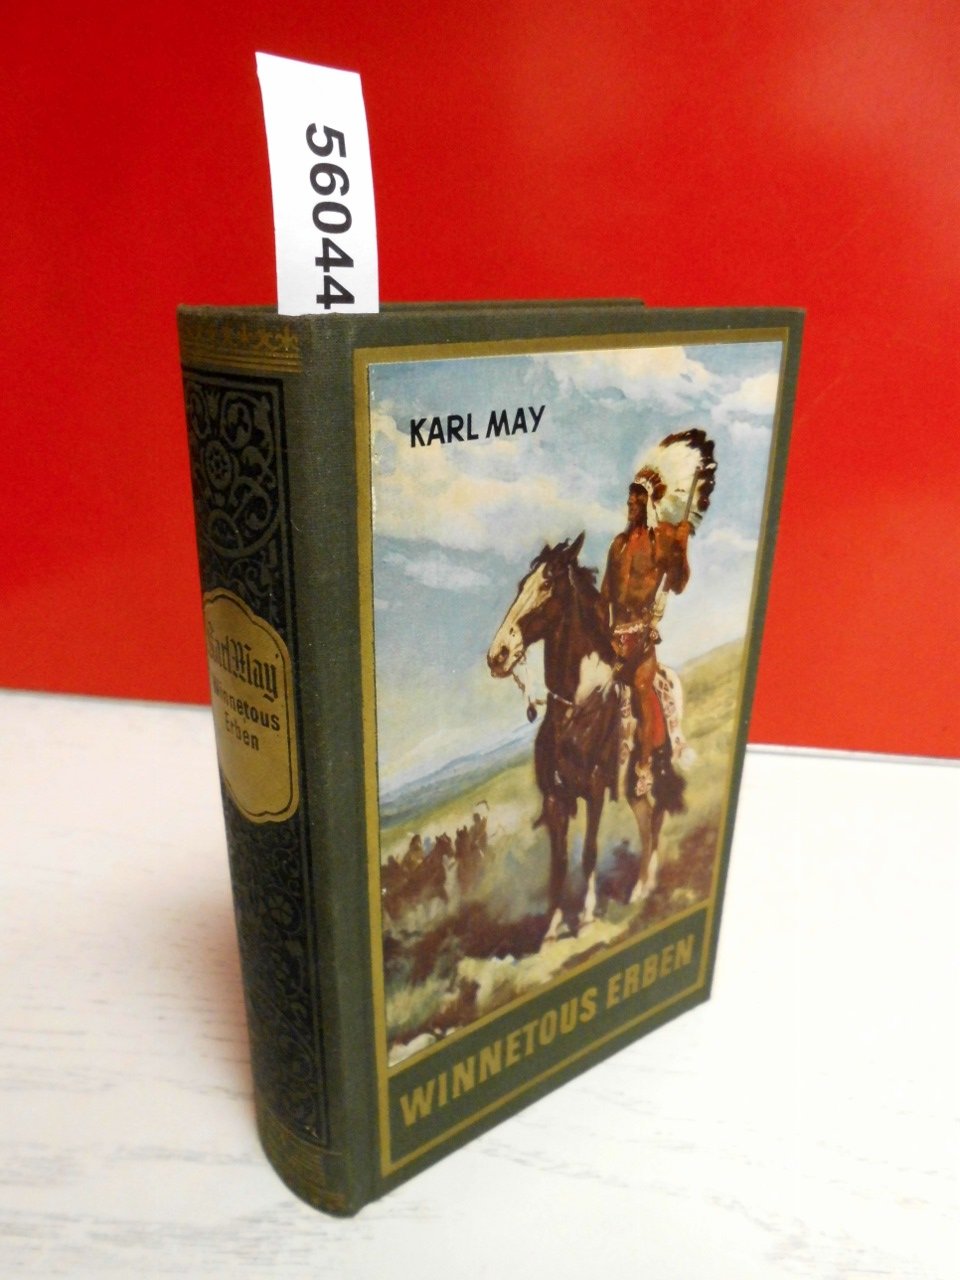 56044
KARL MAY
WINNETOUS ERBEN
Karl May
Winnetous
Erben